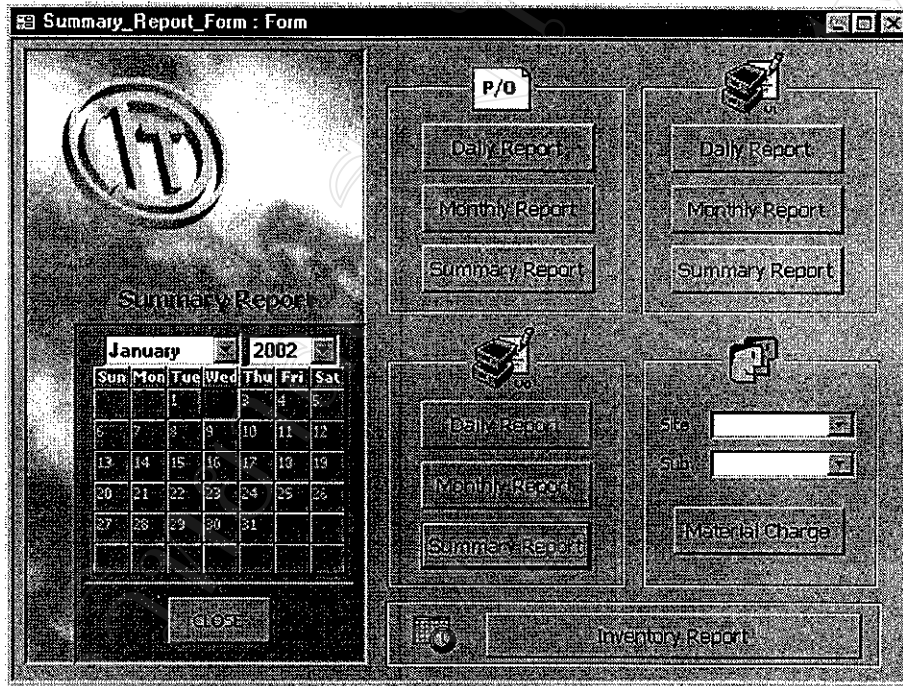 Summary_Report_Form : Form
P/O
Daily Report
Monthly Report
Summary Report
Daily Report
Monthly Report
Summary Report
Summary Report
January 2002
Sun Mon Tue Wed Thu Fri Sat
1 3 4 5
6 7 8 9 10 11 12
13 14 15 16 17 18 19
20 21 22 23 24 25 26
27 28 29 30 31
CLOSE
Daily Report
Monthly Report
Summary Report
Site
Sub
Material Charge
Inventory Report